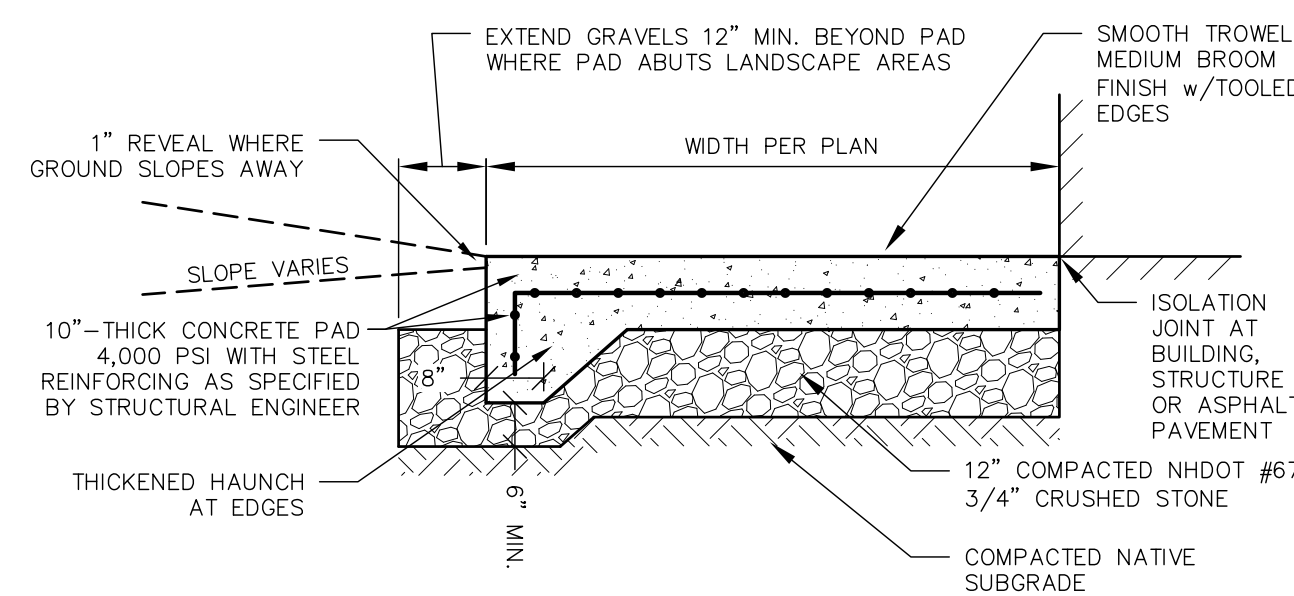 EXTEND GRAVELS 12" MIN. BEYOND PAD
WHERE PAD ABUTS LANDSCAPE AREAS
SMOOTH TROWEL
MEDIUM BROOM
FINISH w/TOOLED
EDGES
1" REVEAL WHERE
GROUND SLOPES AWAY
WIDTH PER PLAN
SLOPE VARIES
10"-THICK CONCRETE PAD
4,000 PSI WITH STEEL
REINFORCING AS SPECIFIED
BY STRUCTURAL ENGINEER
8"
ISOLATION
JOINT AT
BUILDING,
STRUCTURE
OR ASPHALT
PAVEMENT
THICKENED HAUNCH
AT EDGES
6" MIN.
12" COMPACTED NHDOT #67
3/4" CRUSHED STONE
COMPACTED NATIVE
SUBGRADE